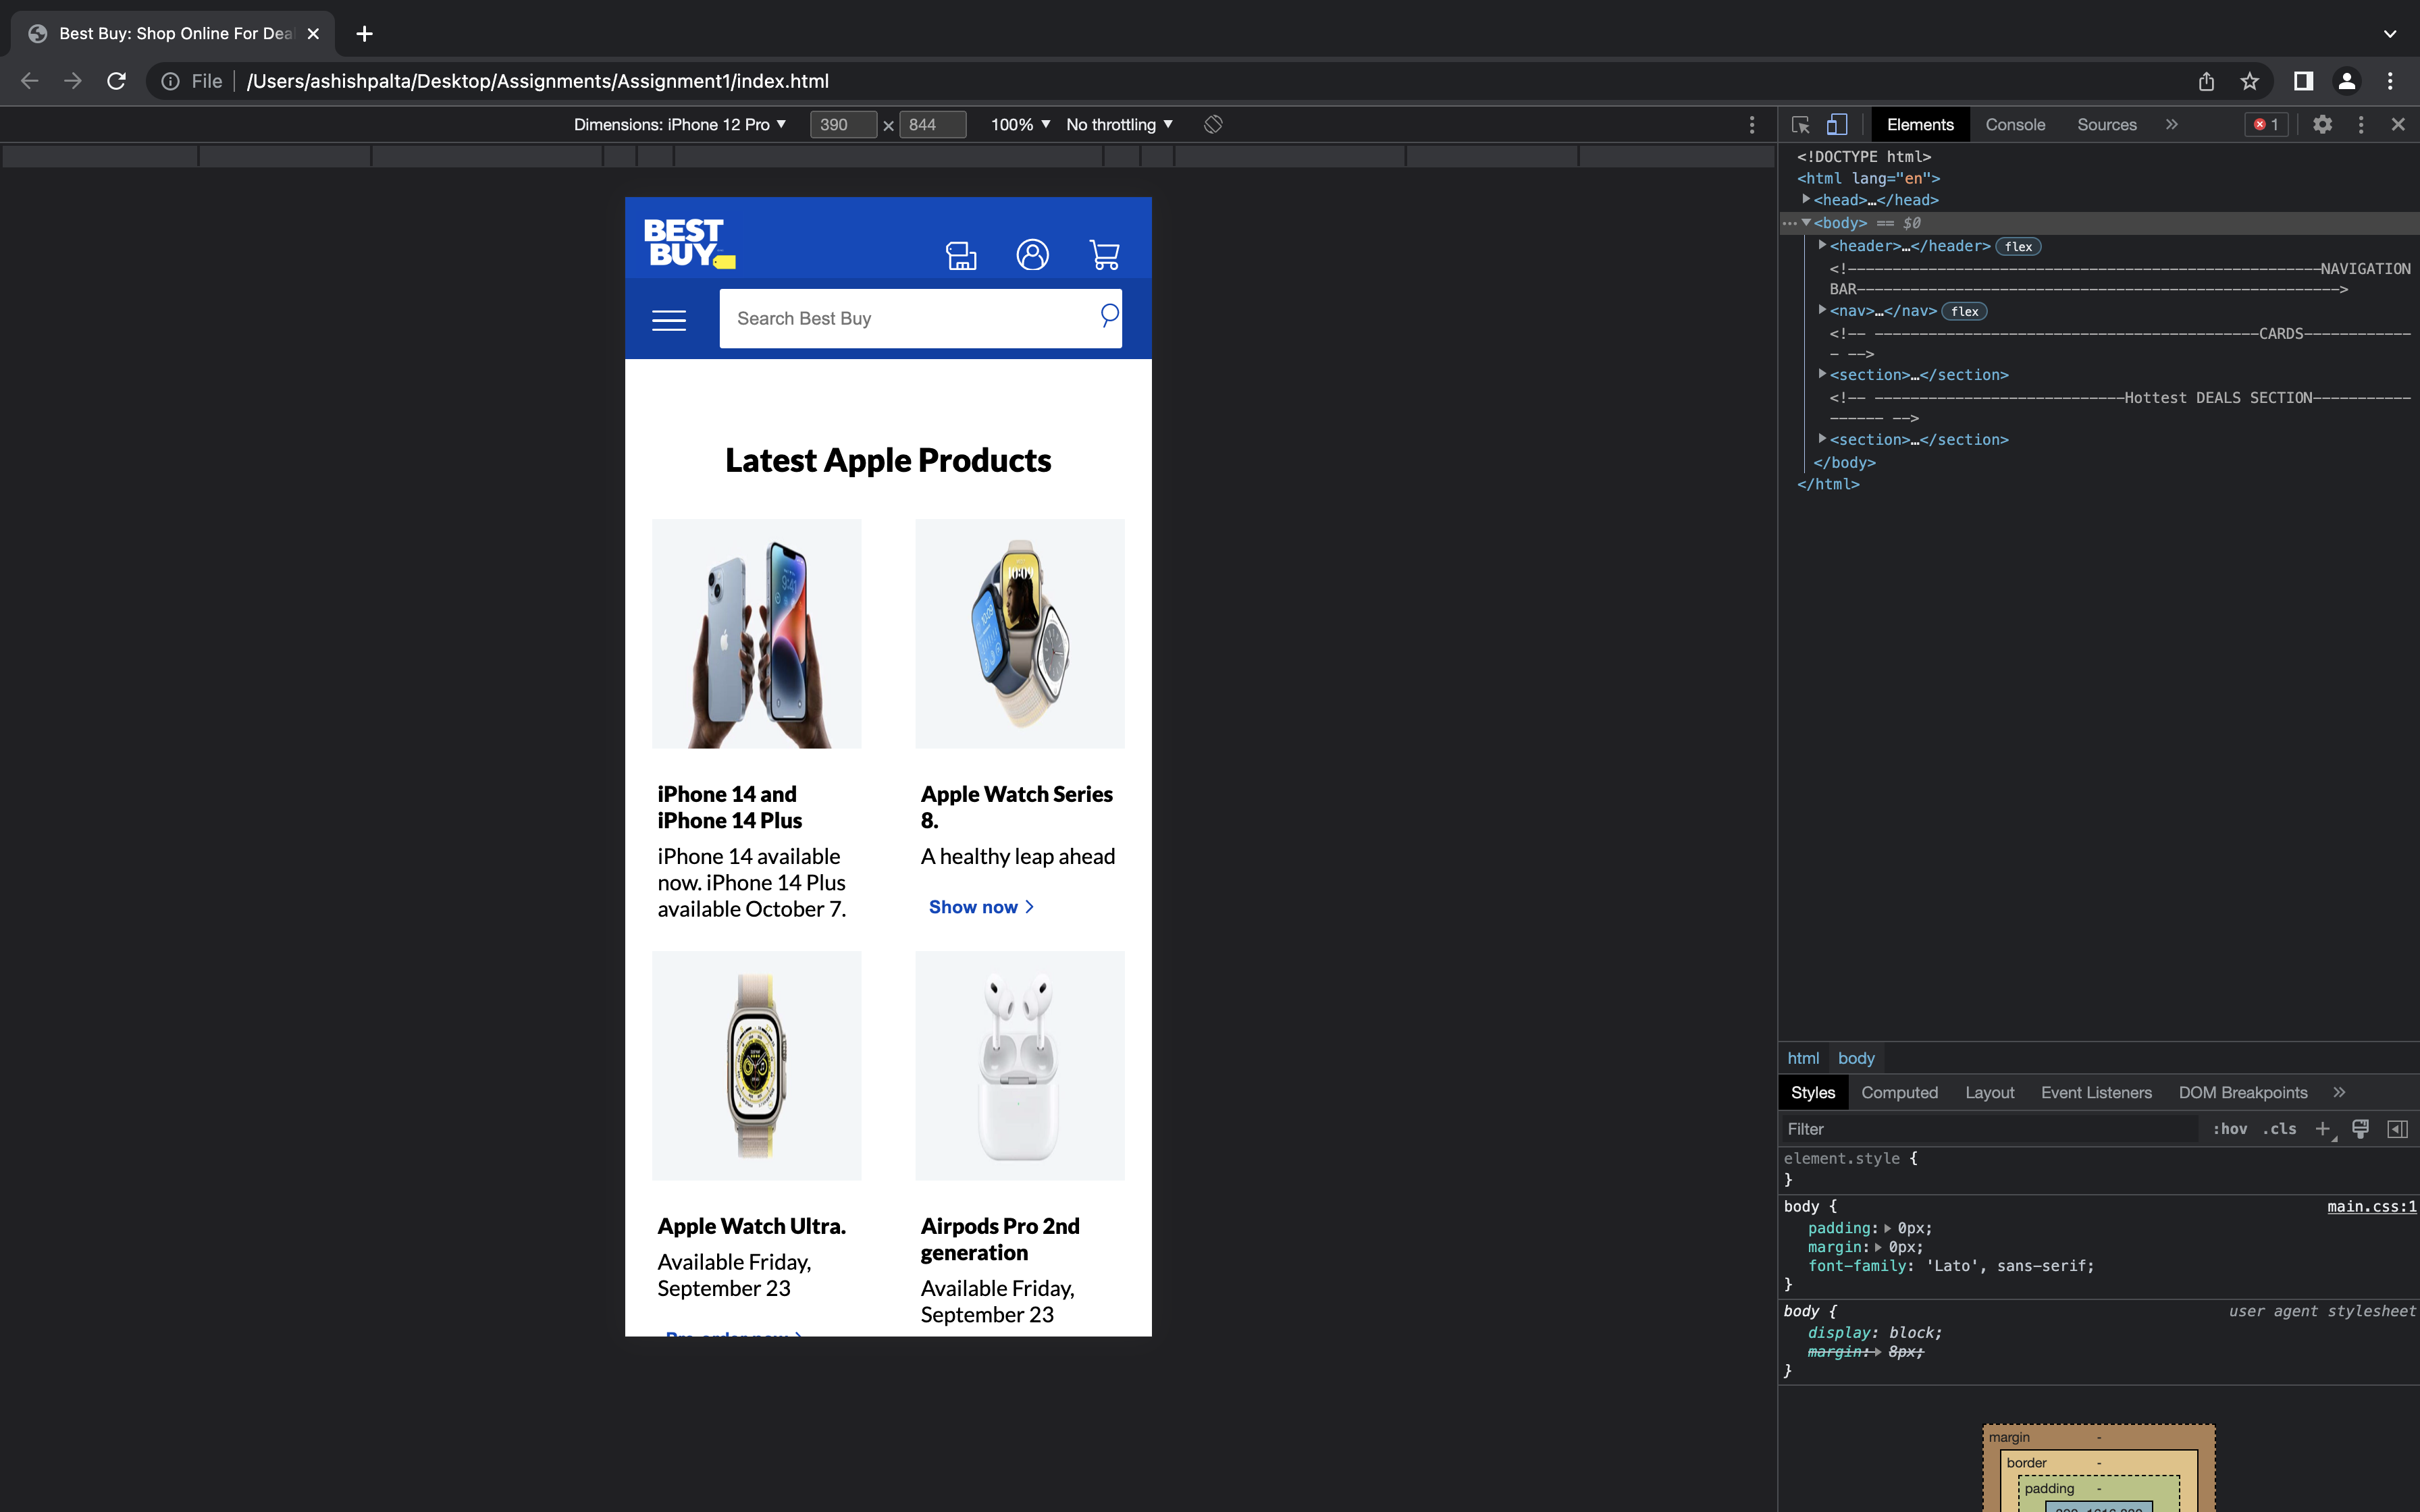 Best Buy: Shop Online For Deal
File /Users/ashishpalta/Desktop/Assignments/Assignment1/index.html
Dimensions: iPhone 12 Pro ▼ 390 × 844 100% ▼ No throttling ▼
Elements Console Sources » 1
BEST
BUY
Search Best Buy
Latest Apple Products
iPhone 14 and
iPhone 14 Plus
iPhone 14 available
now. iPhone 14 Plus
available October 7.
Apple Watch Series
8.
A healthy leap ahead
Show now
Apple Watch Ultra.
Available Friday,
September 23
Pre-order now
Airpods Pro 2nd
generation
Available Friday,
September 23
<!DOCTYPE html>
<html lang="en">
<head>…</head>
<body> == $0
<header>…</header> flex
<!-----------------------------------------------------NAVIGATION
BAR------------------------------------------------------>
<nav>…</nav> flex
<!-- -------------------------------------------CARDS------------
- -->
<section>…</section>
<!-- ----------------------------Hottest DEALS SECTION-----------
------ -->
<section>…</section>
</body>
</html>
html body
Styles Computed Layout Event Listeners DOM Breakpoints »
Filter :hov .cls +
element.style {
}
body { main.css:1
padding: 0px;
margin: 0px;
font-family: 'Lato', sans-serif;
}
body { user agent stylesheet
display: block;
margin: 8px;
}
margin -
border -
padding -